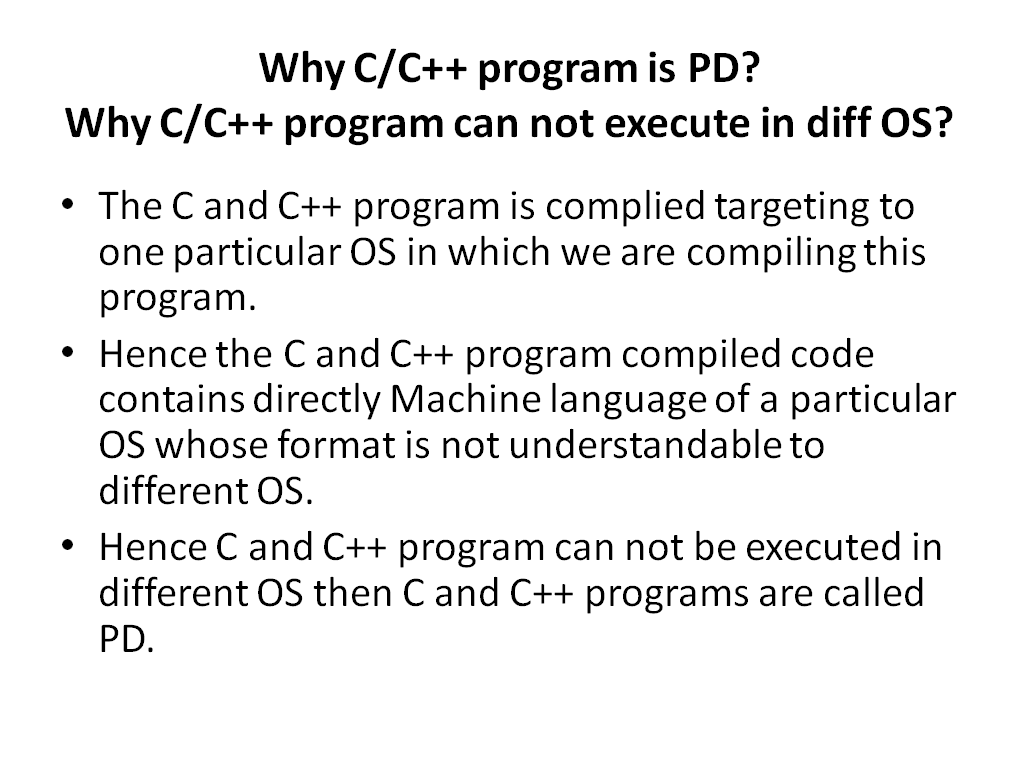 Why C/C++ program is PD?
Why C/C++ program can not execute in diff OS?
• The C and C++ program is complied targeting to
one particular OS in which we are compiling this
program.
• Hence the C and C++ program compiled code
contains directly Machine language of a particular
OS whose format is not understandable to
different OS.
• Hence C and C++ program can not be executed in
different OS then C and C++ programs are called
PD.